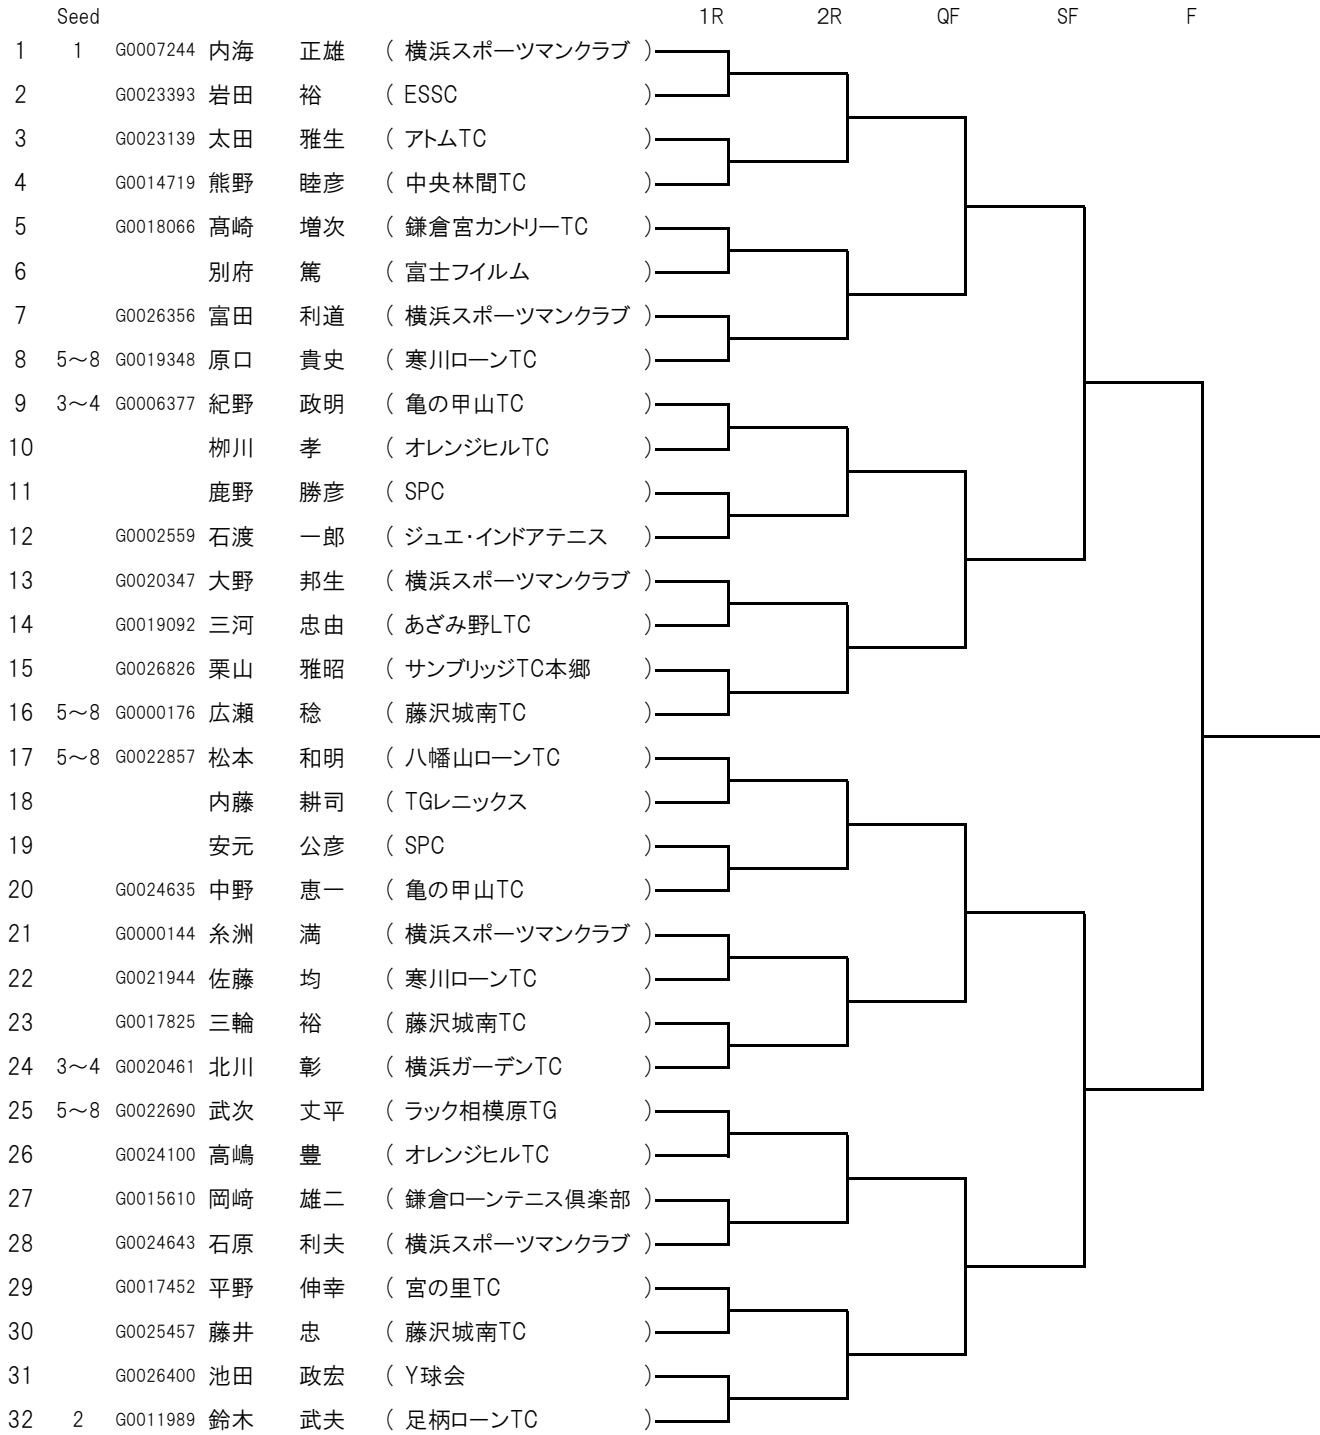 Seed 1R 2R QF SF F
1 1 G0007244 内海 正雄 ( 横浜スポーツマンクラブ )
2 G0023393 岩田 裕 ( ESSC )
3 G0023139 太田 雅生 ( アトムTC )
4 G0014719 熊野 睦彦 ( 中央林間TC )
5 G0018066 髙崎 増次 ( 鎌倉宮カントリーTC )
6 別府 篤 ( 富士フイルム )
7 G0026356 富田 利道 ( 横浜スポーツマンクラブ )
8 5～8 G0019348 原口 貴史 ( 寒川ローンTC )
9 3～4 G0006377 紀野 政明 ( 亀の甲山TC )
10 栁川 孝 ( オレンジヒルTC )
11 鹿野 勝彦 ( SPC )
12 G0002559 石渡 一郎 ( ジュエ・インドアテニス )
13 G0020347 大野 邦生 ( 横浜スポーツマンクラブ )
14 G0019092 三河 忠由 ( あざみ野LTC )
15 G0026826 栗山 雅昭 ( サンブリッジTC本郷 )
16 5～8 G0000176 広瀬 稔 ( 藤沢城南TC )
17 5～8 G0022857 松本 和明 ( 八幡山ローンTC )
18 内藤 耕司 ( TGレニックス )
19 安元 公彦 ( SPC )
20 G0024635 中野 恵一 ( 亀の甲山TC )
21 G0000144 糸洲 満 ( 横浜スポーツマンクラブ )
22 G0021944 佐藤 均 ( 寒川ローンTC )
23 G0017825 三輪 裕 ( 藤沢城南TC )
24 3～4 G0020461 北川 彰 ( 横浜ガーデンTC )
25 5～8 G0022690 武次 丈平 ( ラック相模原TG )
26 G0024100 高嶋 豊 ( オレンジヒルTC )
27 G0015610 岡﨑 雄二 ( 鎌倉ローンテニス倶楽部 )
28 G0024643 石原 利夫 ( 横浜スポーツマンクラブ )
29 G0017452 平野 伸幸 ( 宮の里TC )
30 G0025457 藤井 忠 ( 藤沢城南TC )
31 G0026400 池田 政宏 ( Y球会 )
32 2 G0011989 鈴木 武夫 ( 足柄ローンTC )